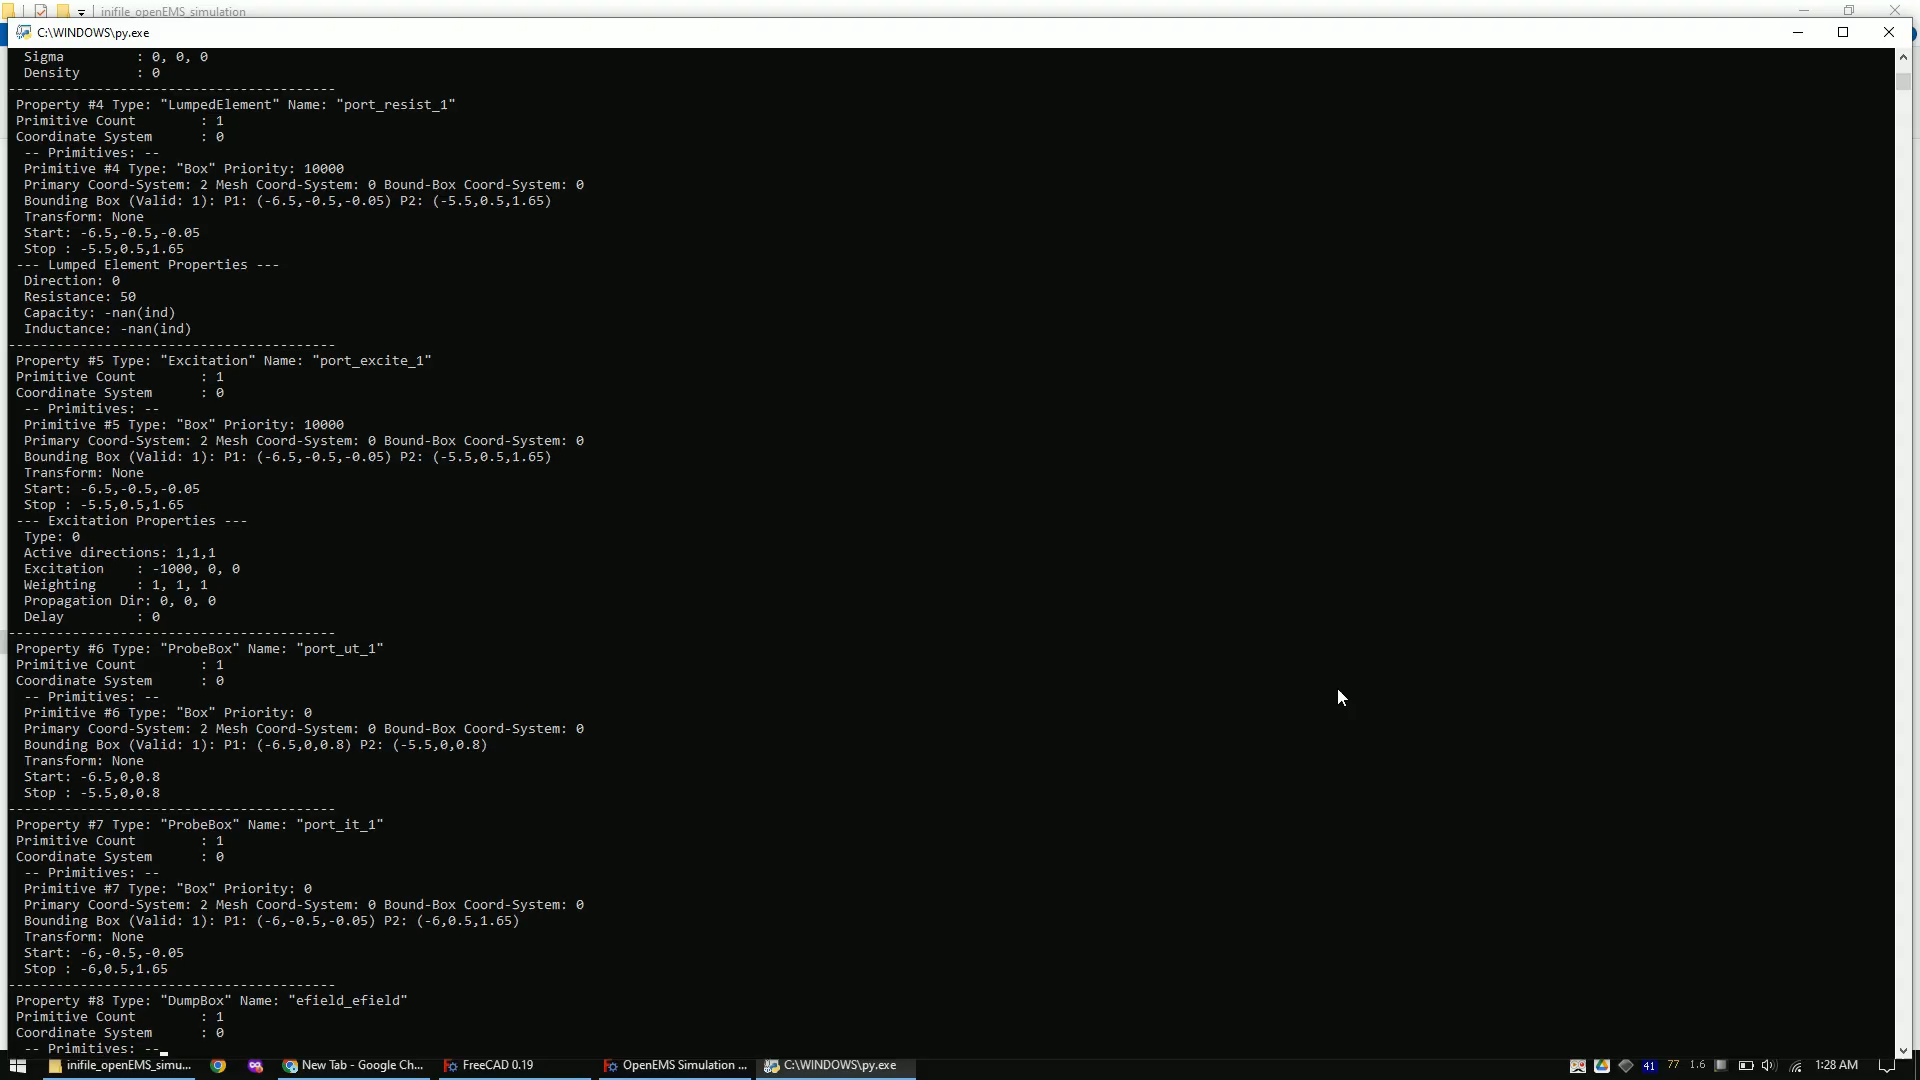 inifile_openEMS_simulation
C:\WINDOWS\py.exe
Sigma : 0, 0, 0
Density : 0
-----------------------------------------
Property #4 Type: "LumpedElement" Name: "port_resist_1"
Primitive Count : 1
Coordinate System : 0
-- Primitives: --
Primitive #4 Type: "Box" Priority: 10000
Primary Coord-System: 2 Mesh Coord-System: 0 Bound-Box Coord-System: 0
Bounding Box (Valid: 1): P1: (-6.5,-0.5,-0.05) P2: (-5.5,0.5,1.65)
Transform: None
Start: -6.5,-0.5,-0.05
Stop : -5.5,0.5,1.65
--- Lumped Element Properties ---
Direction: 0
Resistance: 50
Capacity: -nan(ind)
Inductance: -nan(ind)
-----------------------------------------
Property #5 Type: "Excitation" Name: "port_excite_1"
Primitive Count : 1
Coordinate System : 0
-- Primitives: --
Primitive #5 Type: "Box" Priority: 10000
Primary Coord-System: 2 Mesh Coord-System: 0 Bound-Box Coord-System: 0
Bounding Box (Valid: 1): P1: (-6.5,-0.5,-0.05) P2: (-5.5,0.5,1.65)
Transform: None
Start: -6.5,-0.5,-0.05
Stop : -5.5,0.5,1.65
--- Excitation Properties ---
Type: 0
Active directions: 1,1,1
Excitation : -1000, 0, 0
Weighting : 1, 1, 1
Propagation Dir: 0, 0, 0
Delay : 0
-----------------------------------------
Property #6 Type: "ProbeBox" Name: "port_ut_1"
Primitive Count : 1
Coordinate System : 0
-- Primitives: --
Primitive #6 Type: "Box" Priority: 0
Primary Coord-System: 2 Mesh Coord-System: 0 Bound-Box Coord-System: 0
Bounding Box (Valid: 1): P1: (-6.5,0,0.8) P2: (-5.5,0,0.8)
Transform: None
Start: -6.5,0,0.8
Stop : -5.5,0,0.8
-----------------------------------------
Property #7 Type: "ProbeBox" Name: "port_it_1"
Primitive Count : 1
Coordinate System : 0
-- Primitives: --
Primitive #7 Type: "Box" Priority: 0
Primary Coord-System: 2 Mesh Coord-System: 0 Bound-Box Coord-System: 0
Bounding Box (Valid: 1): P1: (-6,-0.5,-0.05) P2: (-6,0.5,1.65)
Transform: None
Start: -6,-0.5,-0.05
Stop : -6,0.5,1.65
-----------------------------------------
Property #8 Type: "DumpBox" Name: "efield_efield"
Primitive Count : 1
Coordinate System : 0
-- Primitives: --
inifile_openEMS_simu... New Tab - Google Ch... FreeCAD 0.19 OpenEMS Simulation ... C:\WINDOWS\py.exe 41 77 1.6 1:28 AM